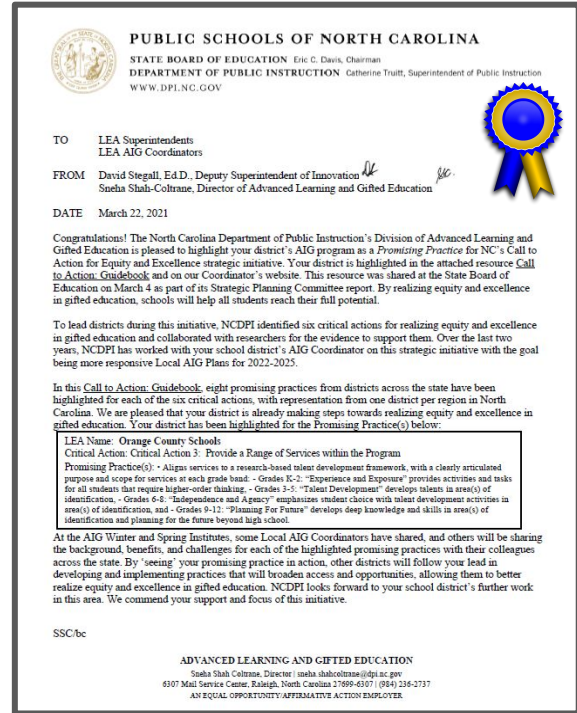 PUBLIC SCHOOLS OF NORTH CAROLINA
STATE BOARD OF EDUCATION Eric C. Davis, Chairman
DEPARTMENT OF PUBLIC INSTRUCTION Catherine Truitt, Superintendent of Public Instruction
WWW.DPI.NC.GOV
TO LEA Superintendents
LEA AIG Coordinators
FROM David Stegall, Ed.D., Deputy Superintendent of Innovation
Sneha Shah-Coltrane, Director of Advanced Learning and Gifted Education
DATE March 22, 2021
Congratulations! The North Carolina Department of Public Instruction's Division of Advanced Learning and
Gifted Education is pleased to highlight your district's AIG program as a Promising Practice for NC's Call to
Action for Equity and Excellence strategic initiative. Your district is highlighted in the attached resource Call
to Action: Guidebook and on our Coordinator's website. This resource was shared at the State Board of
Education on March 4 as part of its Strategic Planning Committee report. By realizing equity and excellence
in gifted education, schools will help all students reach their full potential.
To lead districts during this initiative, NCDPI identified six critical actions for realizing equity and excellence
in gifted education and collaborated with researchers for the evidence to support them. Over the last two
years, NCDPI has worked with your school district's AIG Coordinator on this strategic initiative with the goal
being more responsive Local AIG Plans for 2022-2025.
In this Call to Action: Guidebook, eight promising practices from districts across the state have been
highlighted for each of the six critical actions, with representation from one district per region in North
Carolina. We are pleased that your district is already making steps towards realizing equity and excellence in
gifted education. Your district has been highlighted for the Promising Practice(s) below:
LEA Name: Orange County Schools
Critical Action: Critical Action 3: Provide a Range of Services within the Program
Promising Practice(s): • Aligns services to a research-based talent development framework, with a clearly articulated
purpose and scope for services at each grade band: - Grades K-2: "Experience and Exposure" provides activities and tasks
for all students that require higher-order thinking, - Grades 3-5: "Talent Development" develops talents in area(s) of
identification, - Grades 6-8: "Independence and Agency" emphasizes student choice with talent development activities in
area(s) of identification, and - Grades 9-12: "Planning For Future" develops deep knowledge and skills in area(s) of
identification and planning for the future beyond high school.
At the AIG Winter and Spring Institutes, some Local AIG Coordinators have shared, and others will be sharing
the background, benefits, and challenges for each of the highlighted promising practices with their colleagues
across the state. By 'seeing' your promising practice in action, other districts will follow your lead in
developing and implementing practices that will broaden access and opportunities, allowing them to better
realize equity and excellence in gifted education. NCDPI looks forward to your school district's further work
in this area. We commend your support and focus of this initiative.
SSC/bc
ADVANCED LEARNING AND GIFTED EDUCATION
Sneha Shah Coltrane, Director | sneha.shahcoltrane@dpi.nc.gov
6307 Mail Service Center, Raleigh, North Carolina 27699-6307 | (984) 236-2737
AN EQUAL OPPORTUNITY/AFFIRMATIVE ACTION EMPLOYER